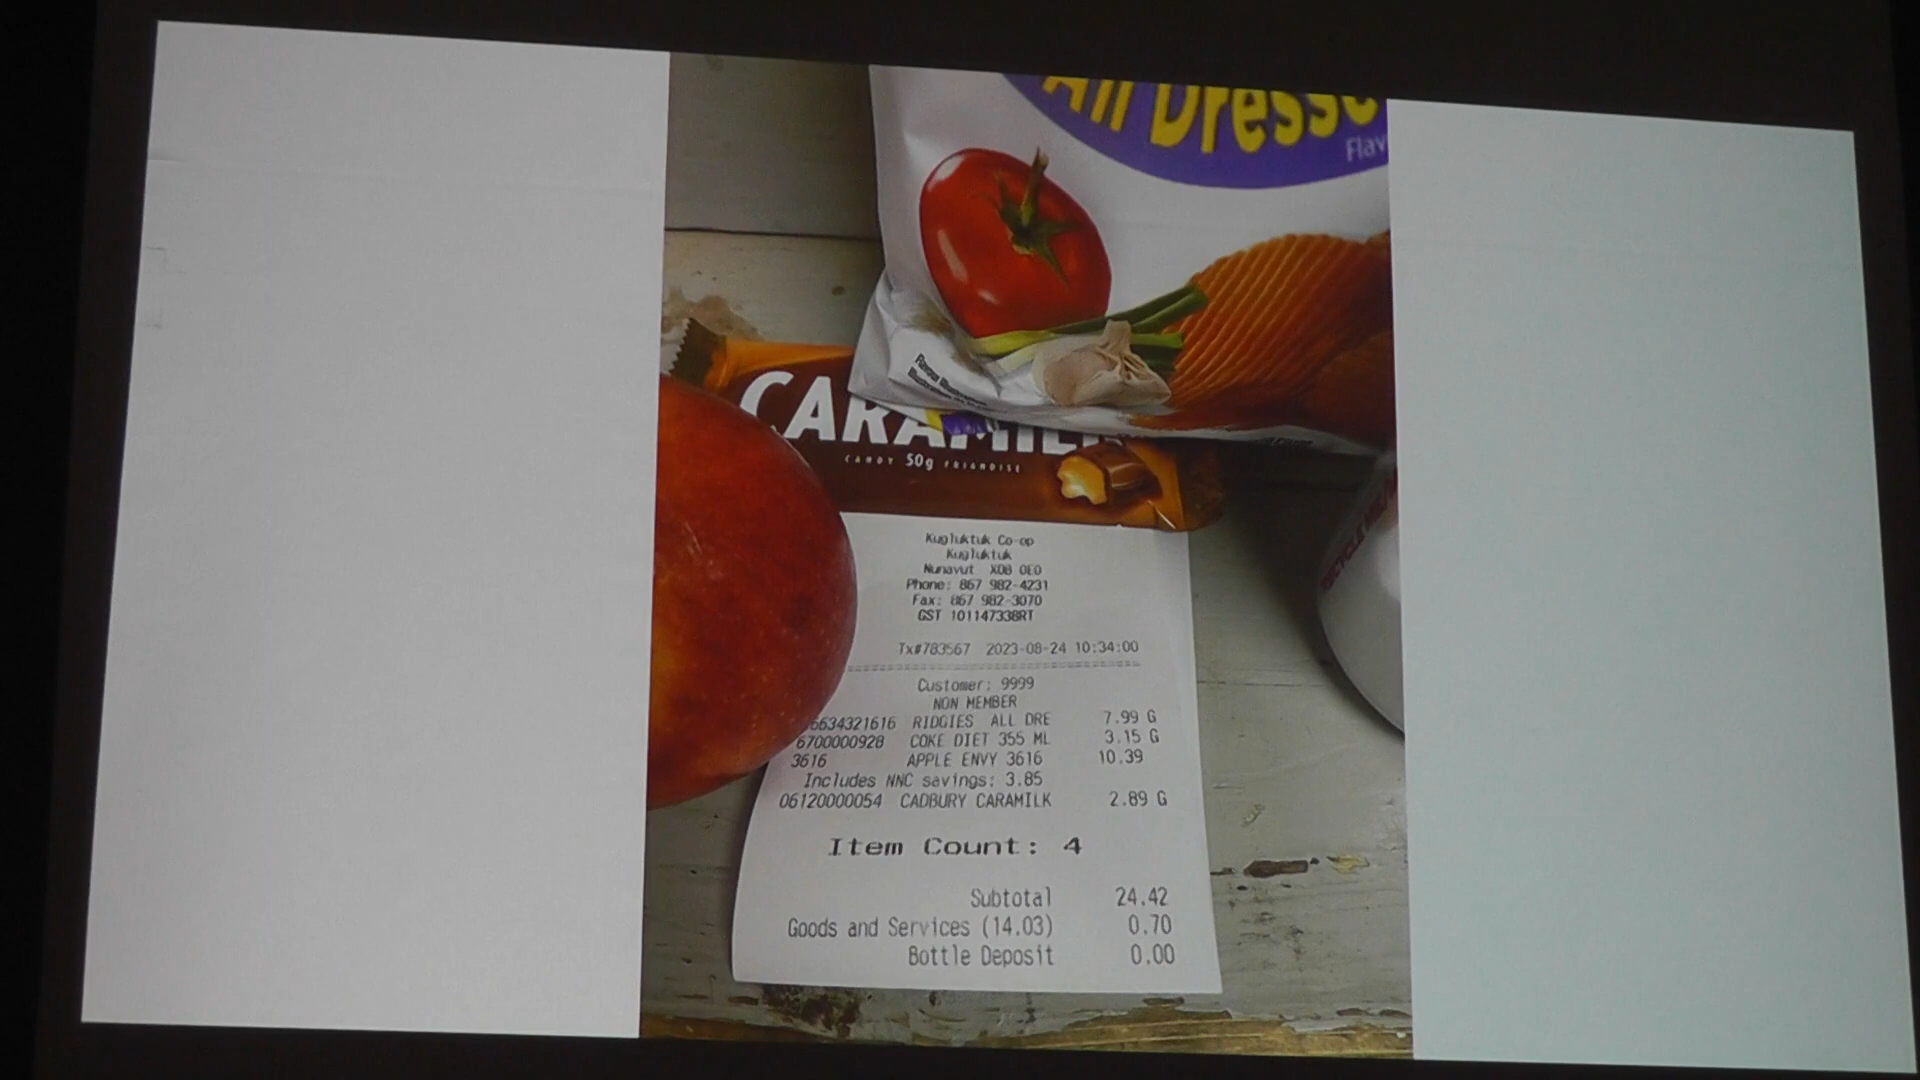 All Dresse
Flav
CARAMIL
CANDY 50g FRIANDISE
Kugluktuk Co-op
Kugluktuk
Nunavut X0B 0E0
Phone: 867 982-4231
Fax: 867 982-3070
GST 101147338RT
Tx#783567 2023-08-24 10:34:00
Customer: 9999
NON MEMBER
6634321616 RIDGIES ALL DRE 7.99 G
6700000928 COKE DIET 355 ML 3.15 G
3616 APPLE ENVY 3616 10.39
Includes NNC savings: 3.85
06120000054 CADBURY CARAMILK 2.89 G
Item Count: 4
Subtotal 24.42
Goods and Services (14.03) 0.70
Bottle Deposit 0.00